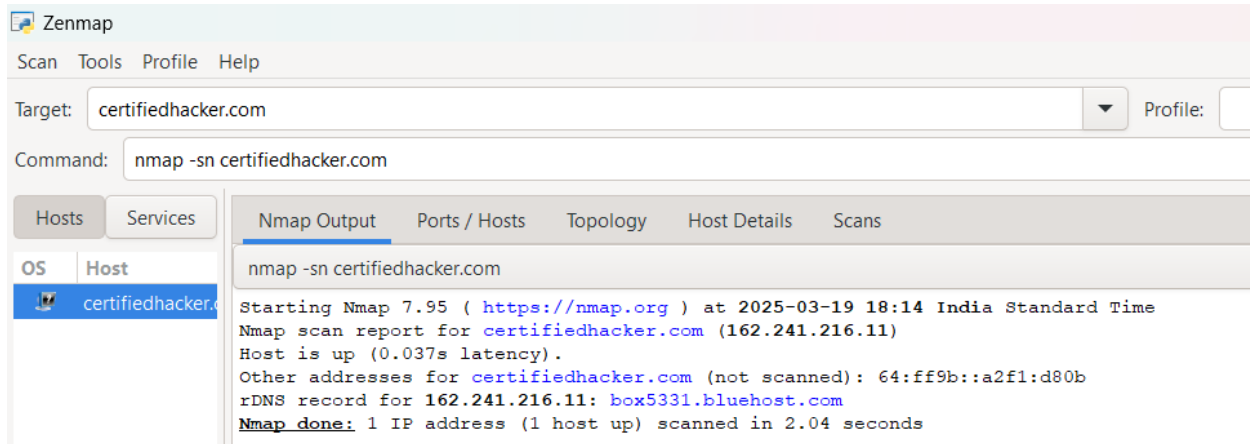 Zenmap
Scan Tools Profile Help
Target: certifiedhacker.com Profile:
Command: nmap -sn certifiedhacker.com
Hosts Services Nmap Output Ports / Hosts Topology Host Details Scans
OS Host nmap -sn certifiedhacker.com
certifiedhacker.c
Starting Nmap 7.95 ( https://nmap.org ) at 2025-03-19 18:14 India Standard Time
Nmap scan report for certifiedhacker.com (162.241.216.11)
Host is up (0.037s latency).
Other addresses for certifiedhacker.com (not scanned): 64:ff9b::a2f1:d80b
rDNS record for 162.241.216.11: box5331.bluehost.com
Nmap done: 1 IP address (1 host up) scanned in 2.04 seconds